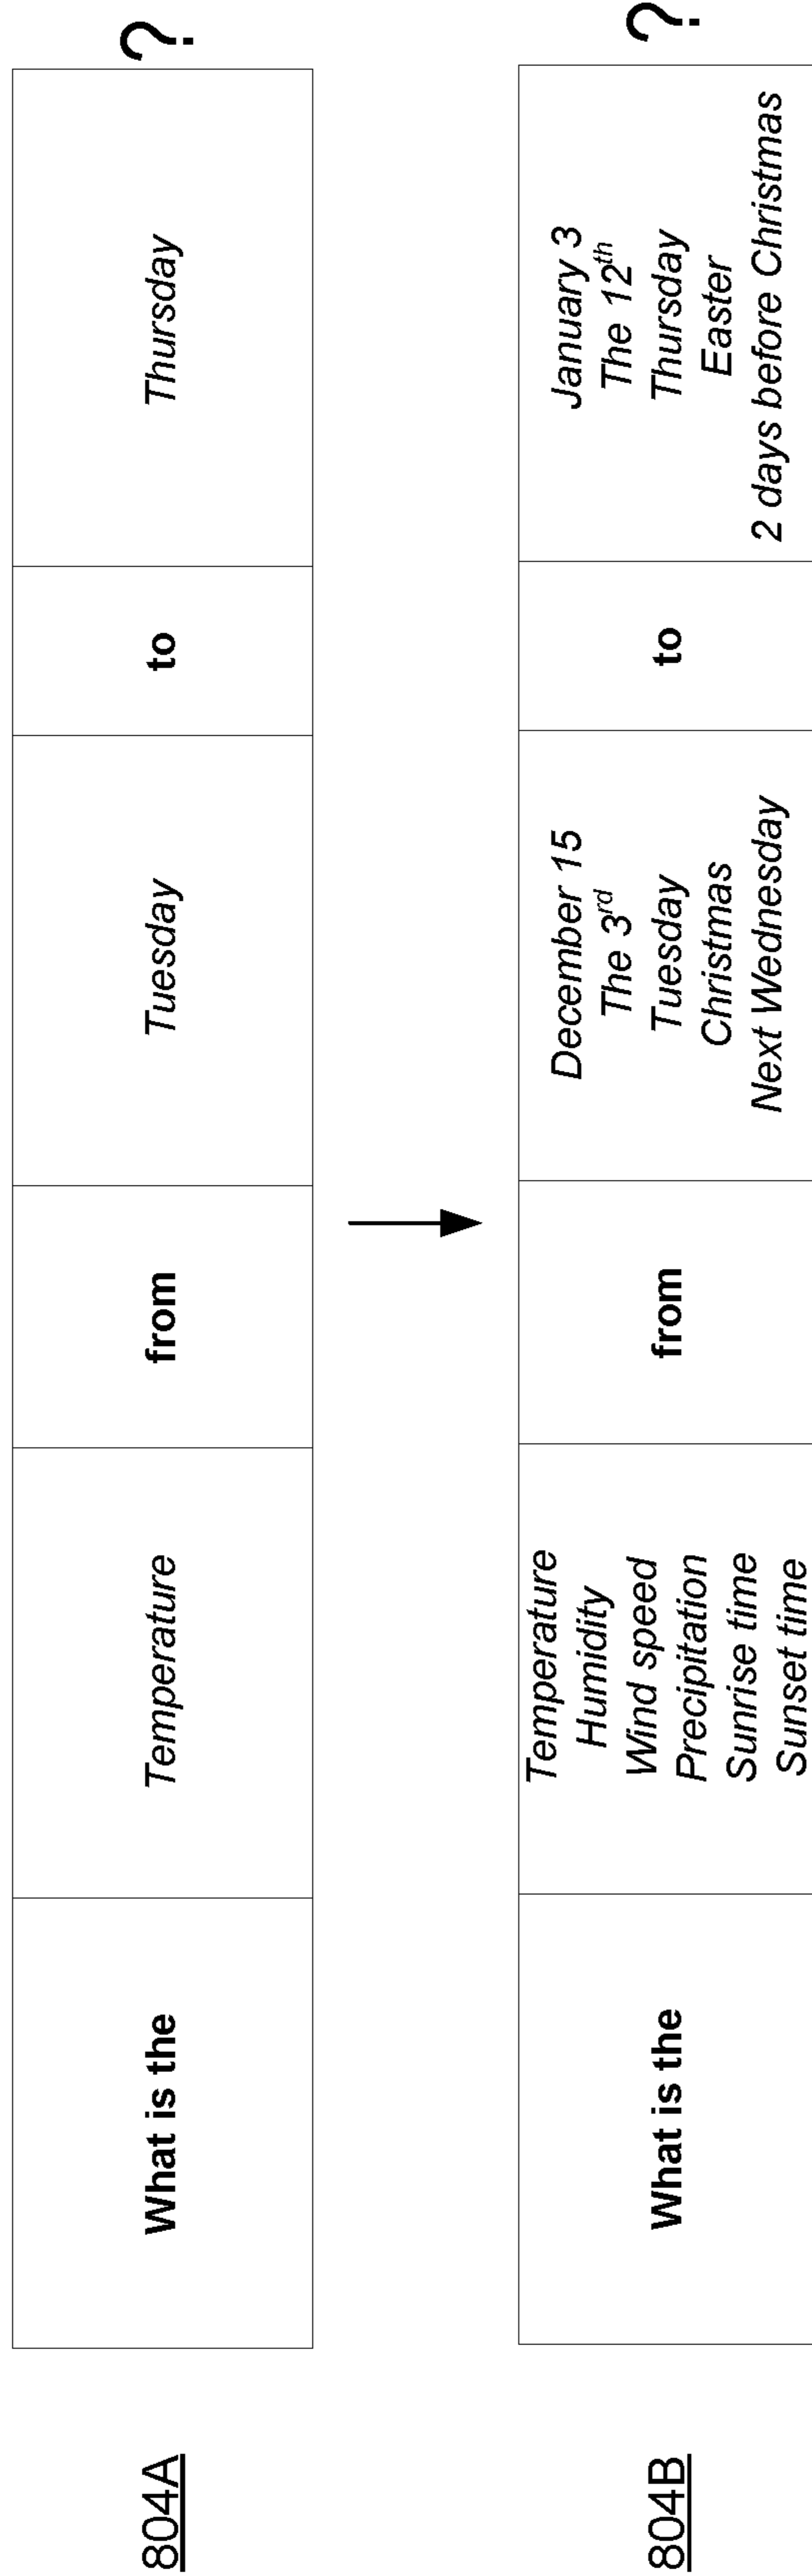 804A
What is the
Temperature
from
Tuesday
to
Thursday
?
804B
What is the
Temperature
Humidity
Wind speed
Precipitation
Sunrise time
Sunset time
from
December 15
The 3rd
Tuesday
Christmas
Next Wednesday
to
January 3
The 12th
Thursday
Easter
2 days before Christmas
?